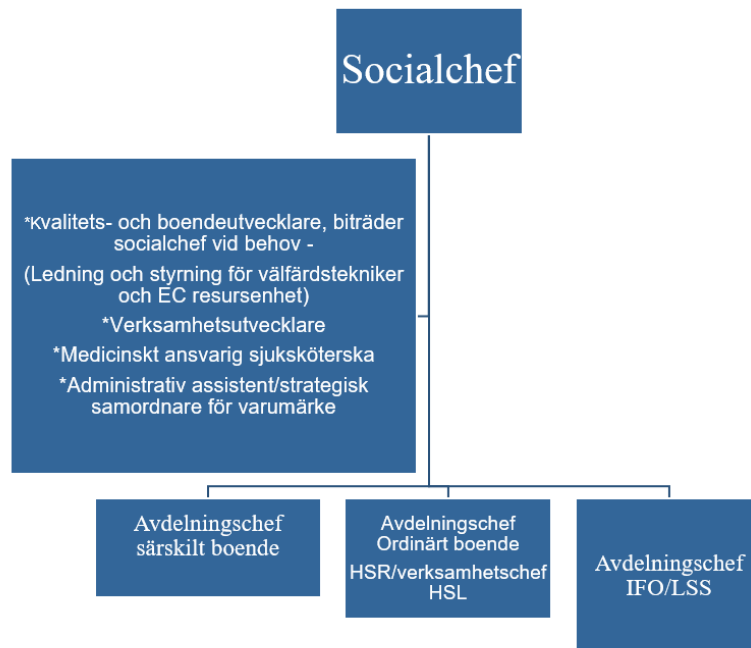 Socialchef
*Kvalitets- och boendeutvecklare, biträder
socialchef vid behov -
(Ledning och styrning för välfärdstekniker
och EC resursenhet)
*Verksamhetsutvecklare
*Medicinskt ansvarig sjuksköterska
*Administrativ assistent/strategisk
samordnare för varumärke
Avdelningschef
särskilt boende
Avdelningschef
Ordinärt boende
HSR/verksamhetschef
HSL
Avdelningschef
IFO/LSS